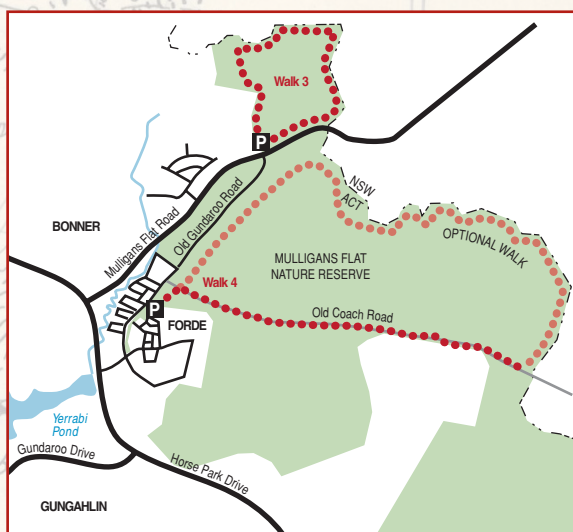 Walk 3
P
NSW
ACT
BONNER
Mulligans Flat Road
Old Gundaroo Road
OPTIONAL WALK
MULLIGANS FLAT
NATURE RESERVE
Walk 4
P
Old Coach Road
FORDE
Yerrabi
Pond
Gundaroo Drive
Horse Park Drive
GUNGAHLIN